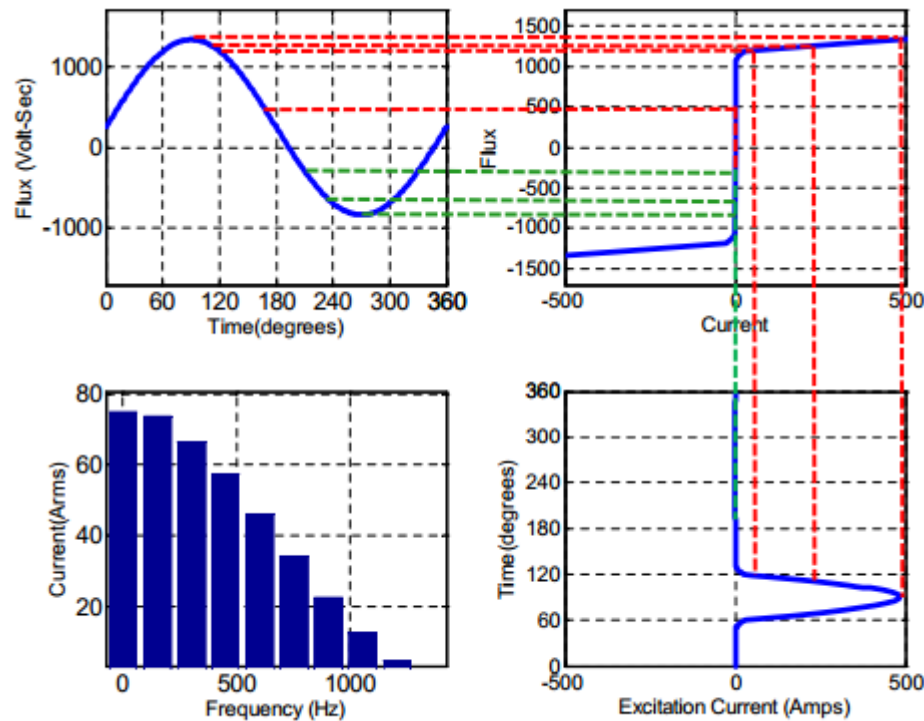 Flux (Volt-Sec)
1000
0
-1000
0 60 120 180 240 300 360
Time(degrees)
Flux
1500
1000
500
0
-500
-1000
-1500
-500 0 500
Current
Current(Arms)
80
60
40
20
0 500 1000
Frequency (Hz)
Time(degrees)
360
300
240
180
120
60
0
-500 0 500
Excitation Current (Amps)